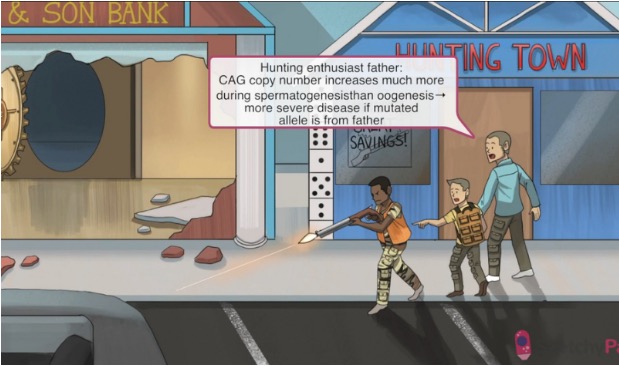 & SON BANK
HUNTING TOWN
Hunting enthusiast father:
CAG copy number increases much more
during spermatogenesisthan oogenesis→
more severe disease if mutated
allele is from father
SAVINGS!